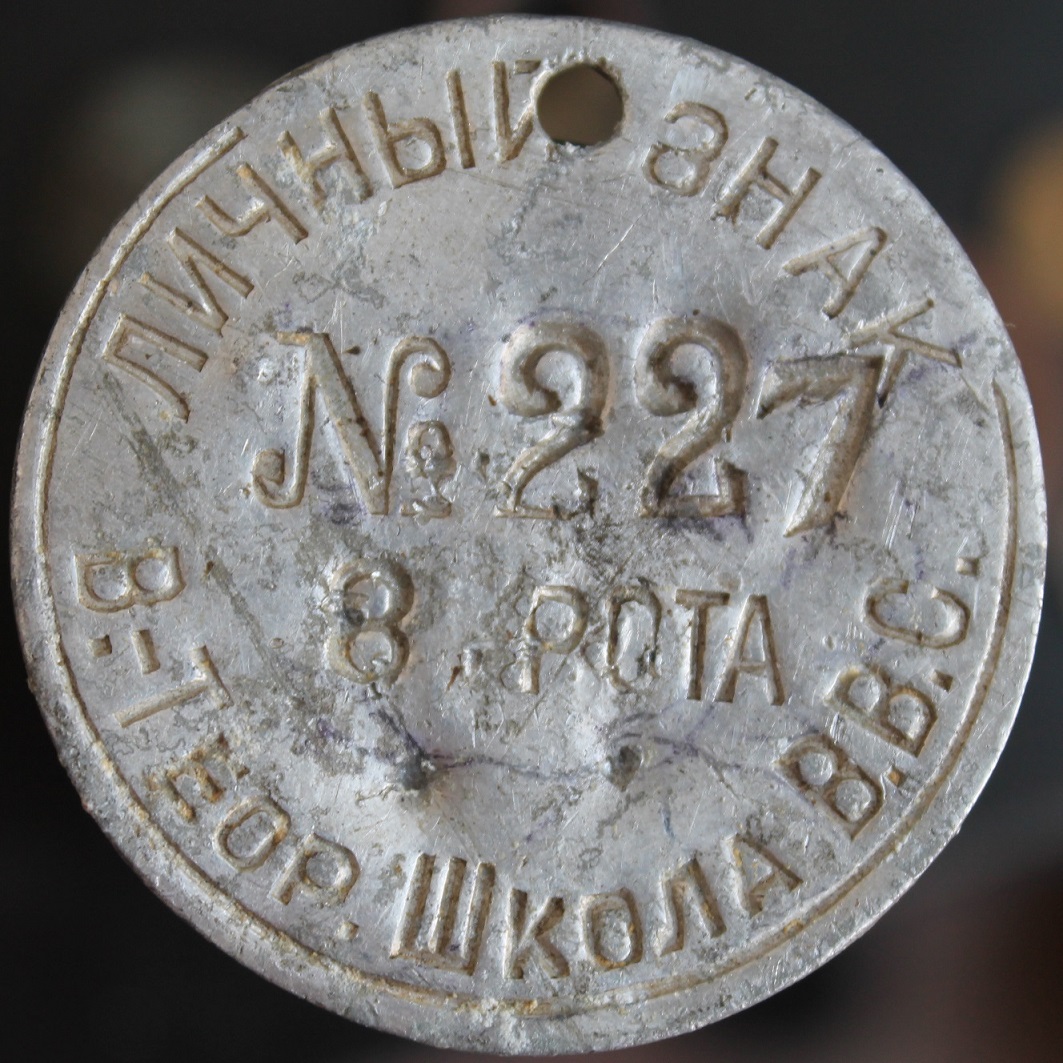 ЛИЧНЫЙ ЗНАК
№ 227
8. РОТА
В.-ТЕОР. ШКОЛА В.В.С.